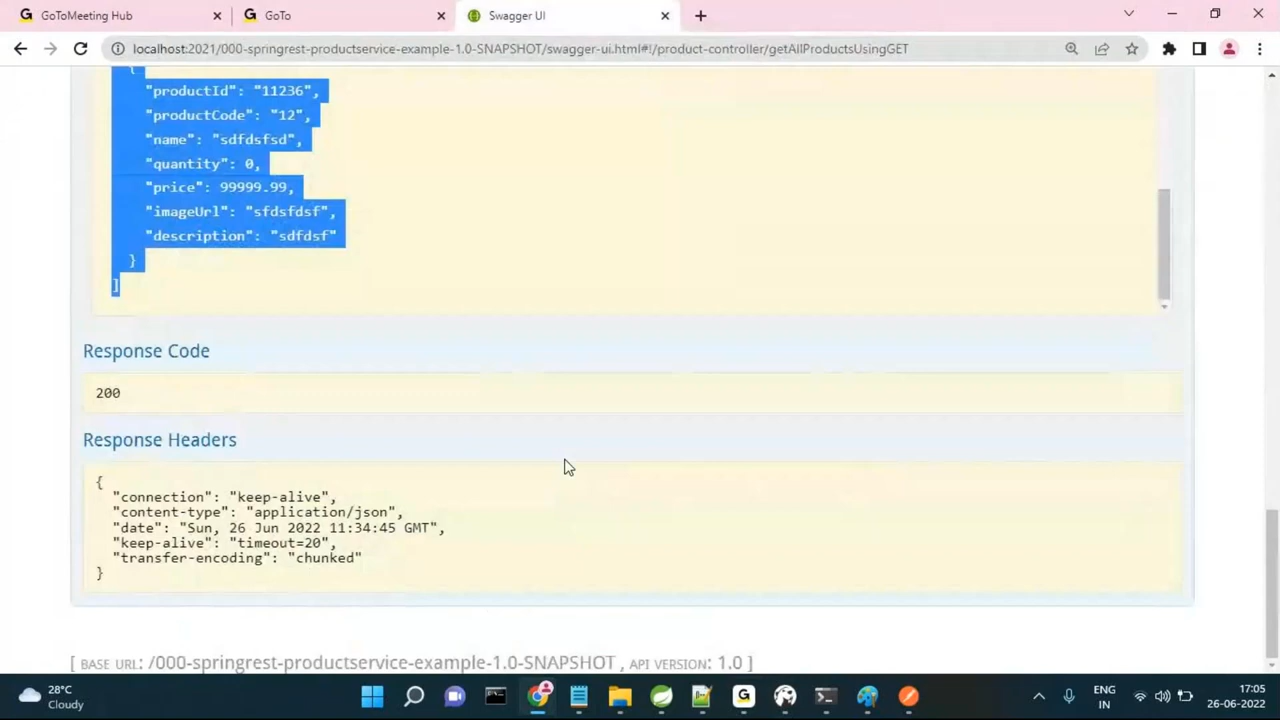 GoToMeeting Hub
GoTo
Swagger UI
localhost:2021/000-springrest-productservice-example-1.0-SNAPSHOT/swagger-ui.html#!/product-controller/getAllProductsUsingGET
{
"productId": "11236",
"productCode": "12",
"name": "sdfdsfsd",
"quantity": 0,
"price": 99999.99,
"imageUrl": "sfdsfdsf",
"description": "sdfdsf"
}
]
Response Code
200
Response Headers
{
"connection": "keep-alive",
"content-type": "application/json",
"date": "Sun, 26 Jun 2022 11:34:45 GMT",
"keep-alive": "timeout=20",
"transfer-encoding": "chunked"
}
[ BASE URL: /000-springrest-productservice-example-1.0-SNAPSHOT , API VERSION: 1.0 ]
28°C
Cloudy
ENG
IN
17:05
26-06-2022